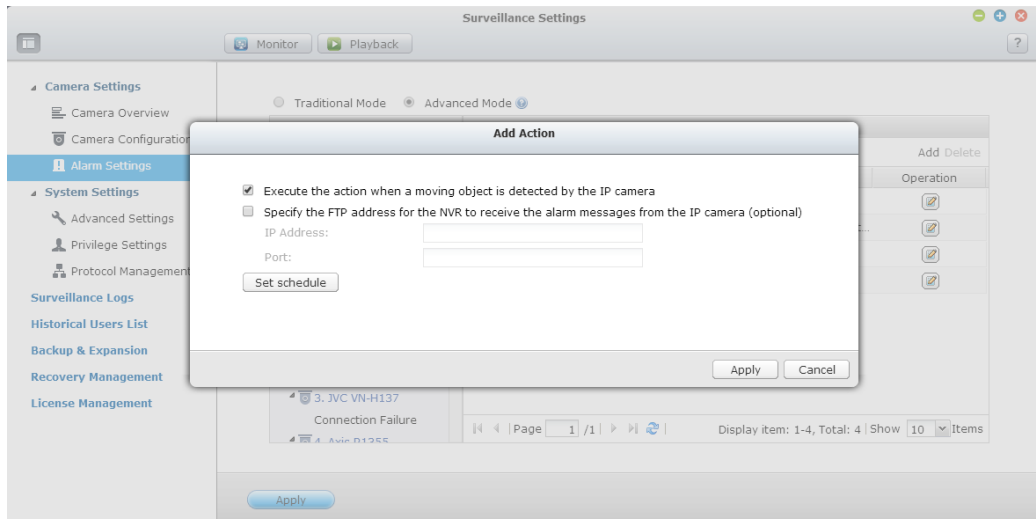 Surveillance Settings
Monitor Playback ?
Camera Settings
Camera Overview
Camera Configuration
Alarm Settings
System Settings
Advanced Settings
Privilege Settings
Protocol Management
Surveillance Logs
Historical Users List
Backup & Expansion
Recovery Management
License Management
Traditional Mode Advanced Mode
Add Delete
Operation
Add Action
Execute the action when a moving object is detected by the IP camera
Specify the FTP address for the NVR to receive the alarm messages from the IP camera (optional)
IP Address:
Port:
Set schedule
Apply Cancel
3. JVC VN-H137
Connection Failure
4. Axis P1355
Page 1 /1 Display item: 1-4, Total: 4 Show 10 Items
Apply